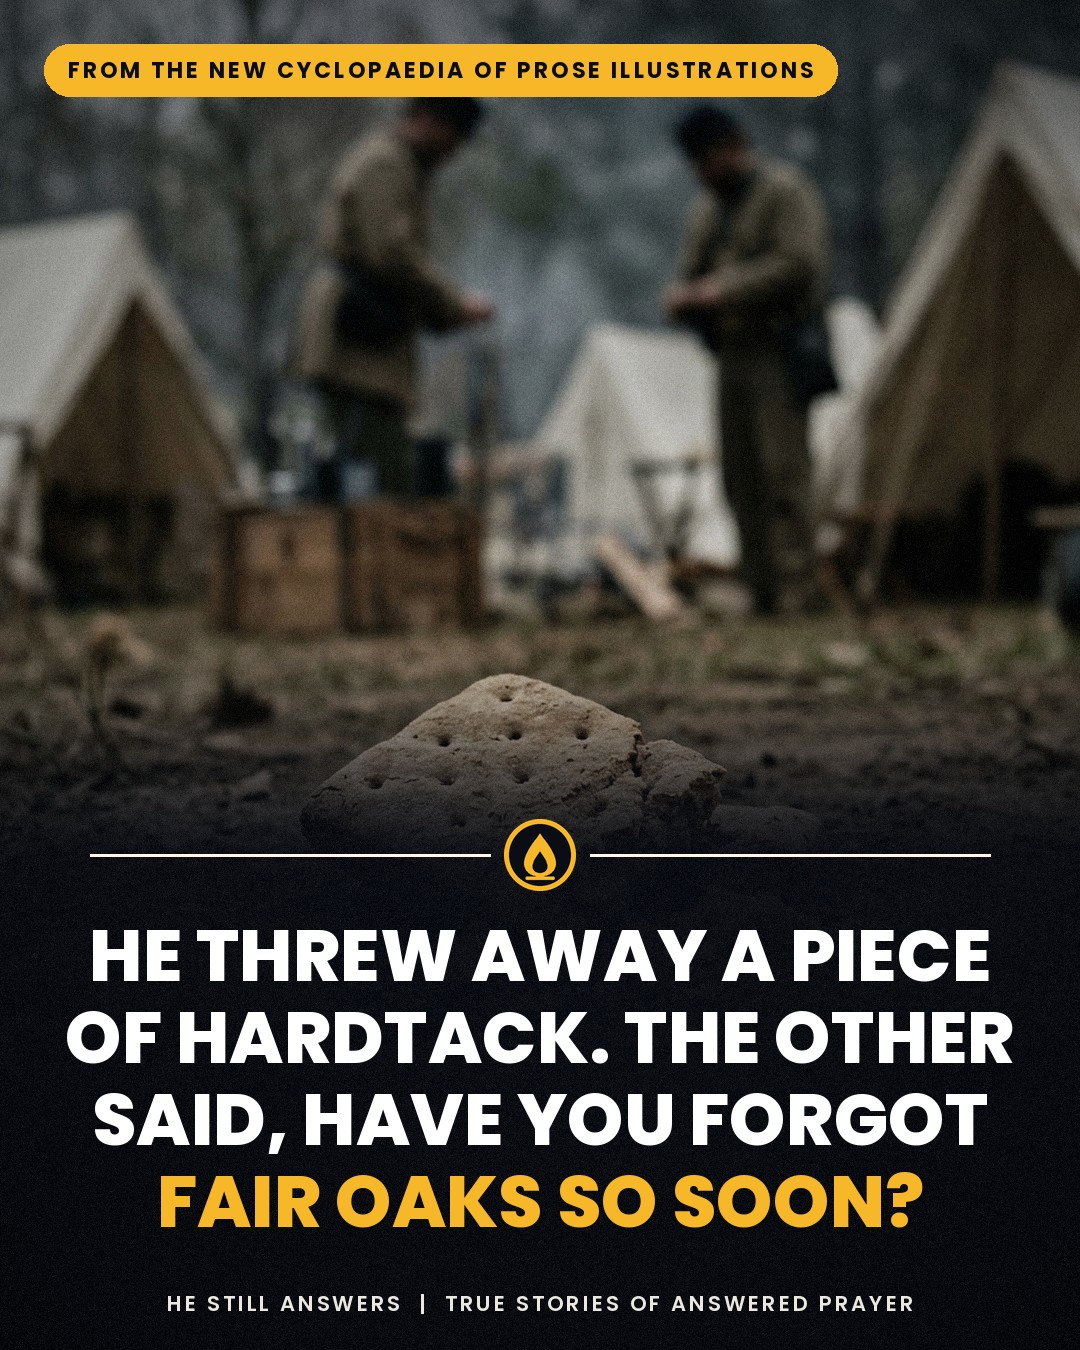 FROM THE NEW CYCLOPAEDIA OF PROSE ILLUSTRATIONS
HE THREW AWAY A PIECE
OF HARDTACK. THE OTHER
SAID, HAVE YOU FORGOT
FAIR OAKS SO SOON?
HE STILL ANSWERS | TRUE STORIES OF ANSWERED PRAYER